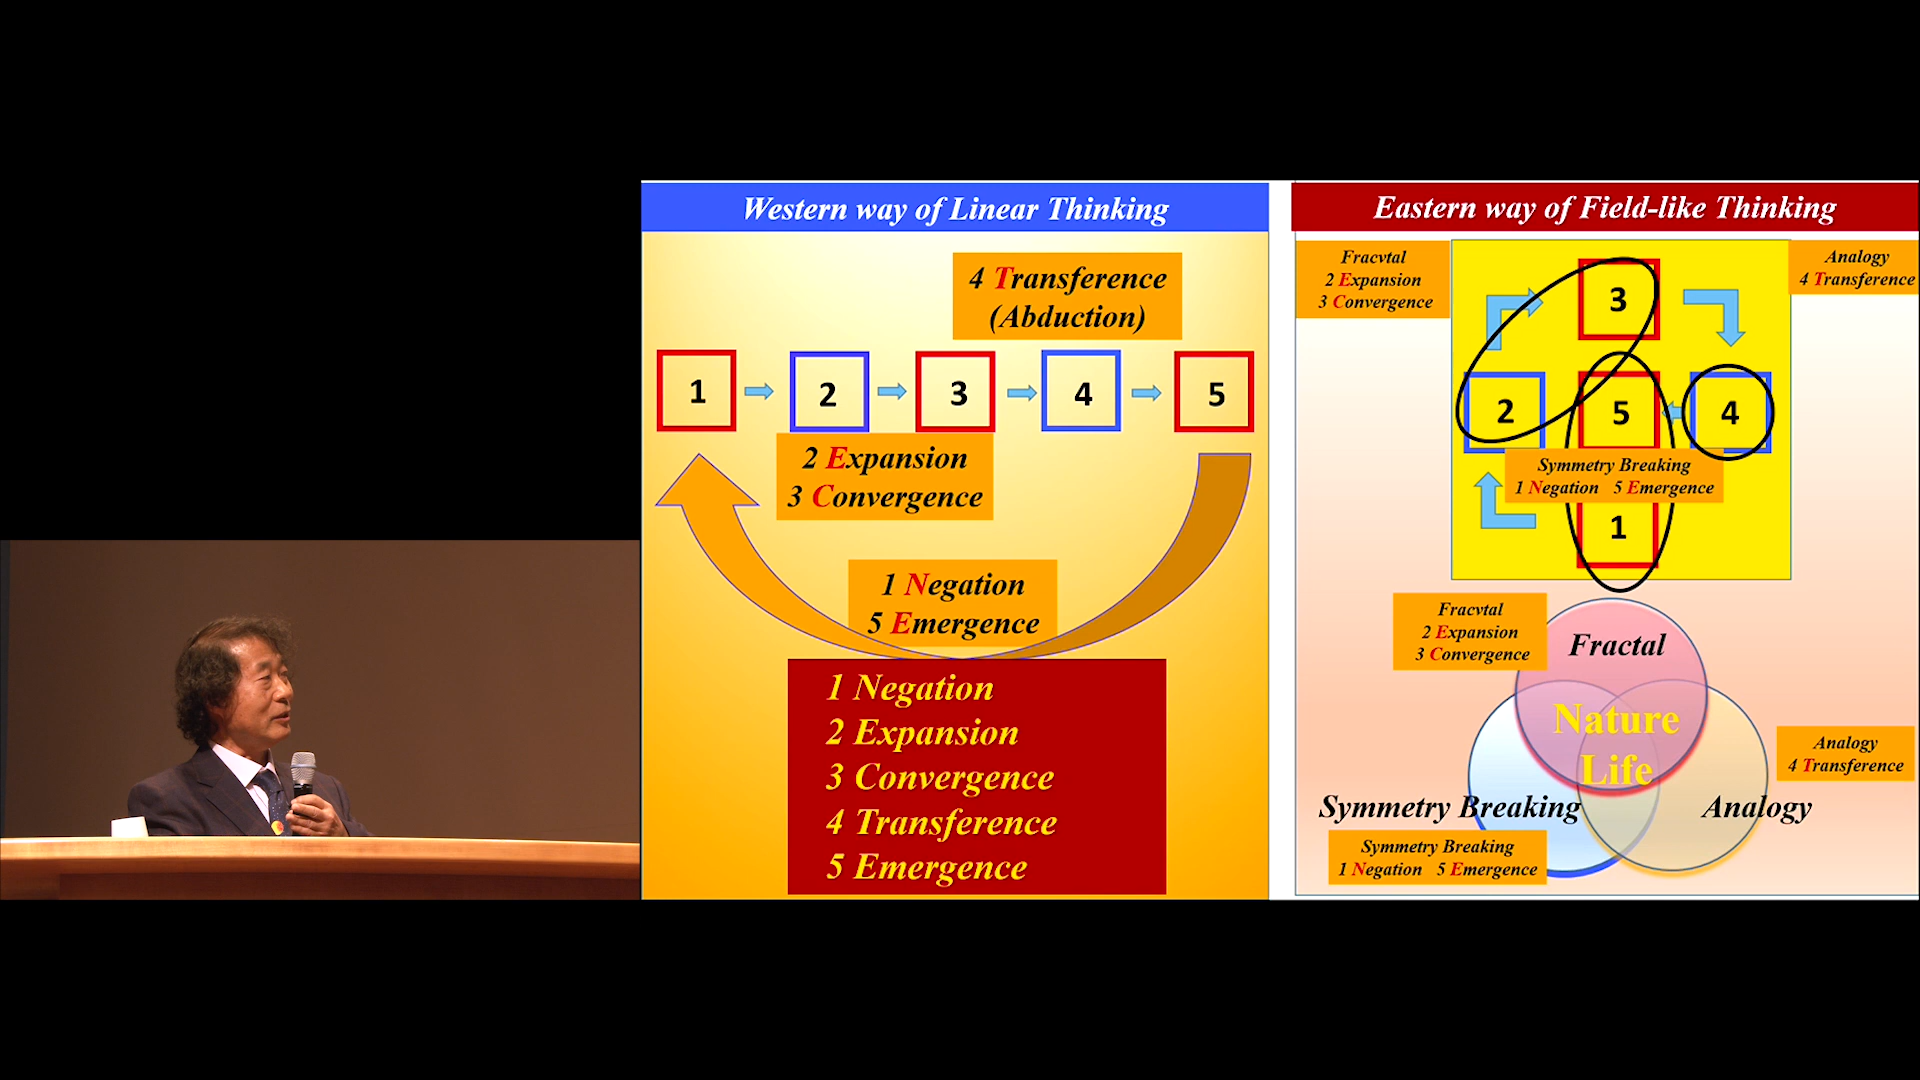 Western way of Linear Thinking
4 Transference
(Abduction)
1
2
3
4
5
2 Expansion
3 Convergence
1 Negation
5 Emergence
1 Negation
2 Expansion
3 Convergence
4 Transference
5 Emergence
Eastern way of Field-like Thinking
Fracvtal
2 Expansion
3 Convergence
Analogy
4 Transference
3
2
5
4
Symmetry Breaking
1 Negation 5 Emergence
1
Fracvtal
2 Expansion
3 Convergence
Fractal
Nature
Life
Analogy
4 Transference
Symmetry Breaking
Analogy
Symmetry Breaking
1 Negation 5 Emergence